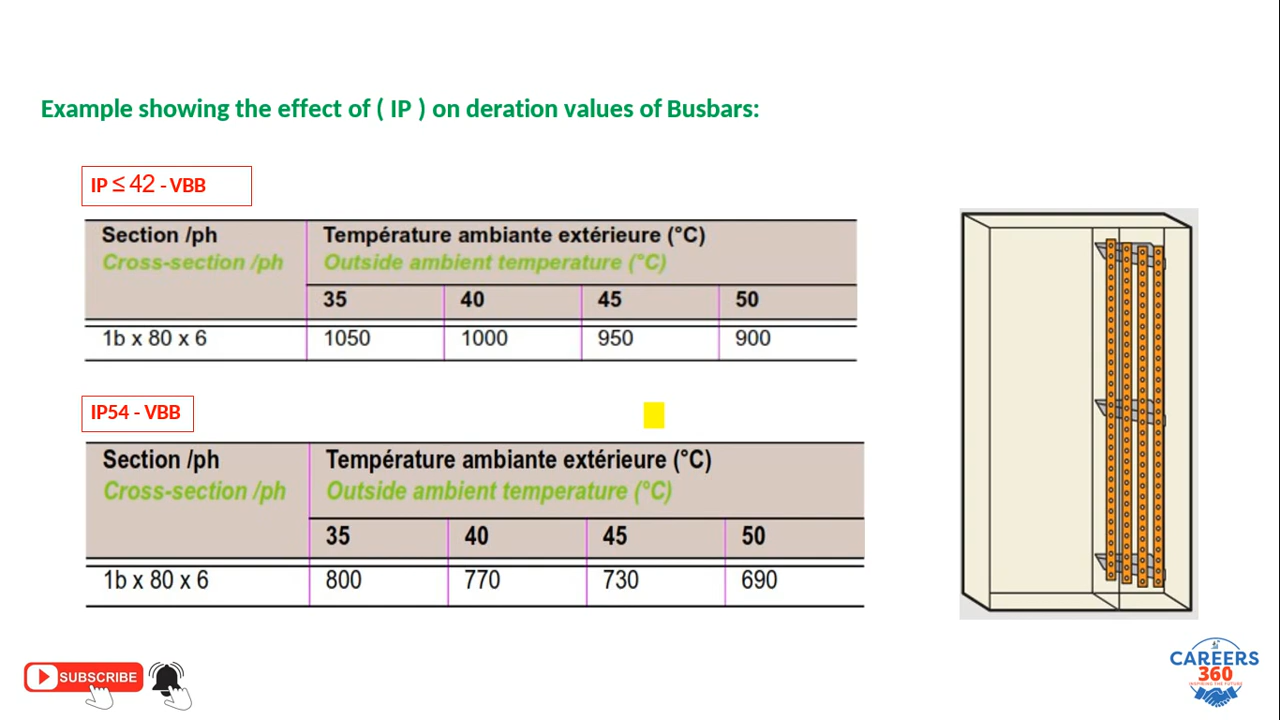 Example showing the effect of ( IP ) on deration values of Busbars:
IP ≤ 42 - VBB
Section /ph Température ambiante extérieure (°C)
Cross-section /ph Outside ambient temperature (°C)
35 40 45 50
1b x 80 x 6 1050 1000 950 900
IP54 - VBB
Section /ph Température ambiante extérieure (°C)
Cross-section /ph Outside ambient temperature (°C)
35 40 45 50
1b x 80 x 6 800 770 730 690
SUBSCRIBE
CAREERS
360
INSPIRING THE FUTURE